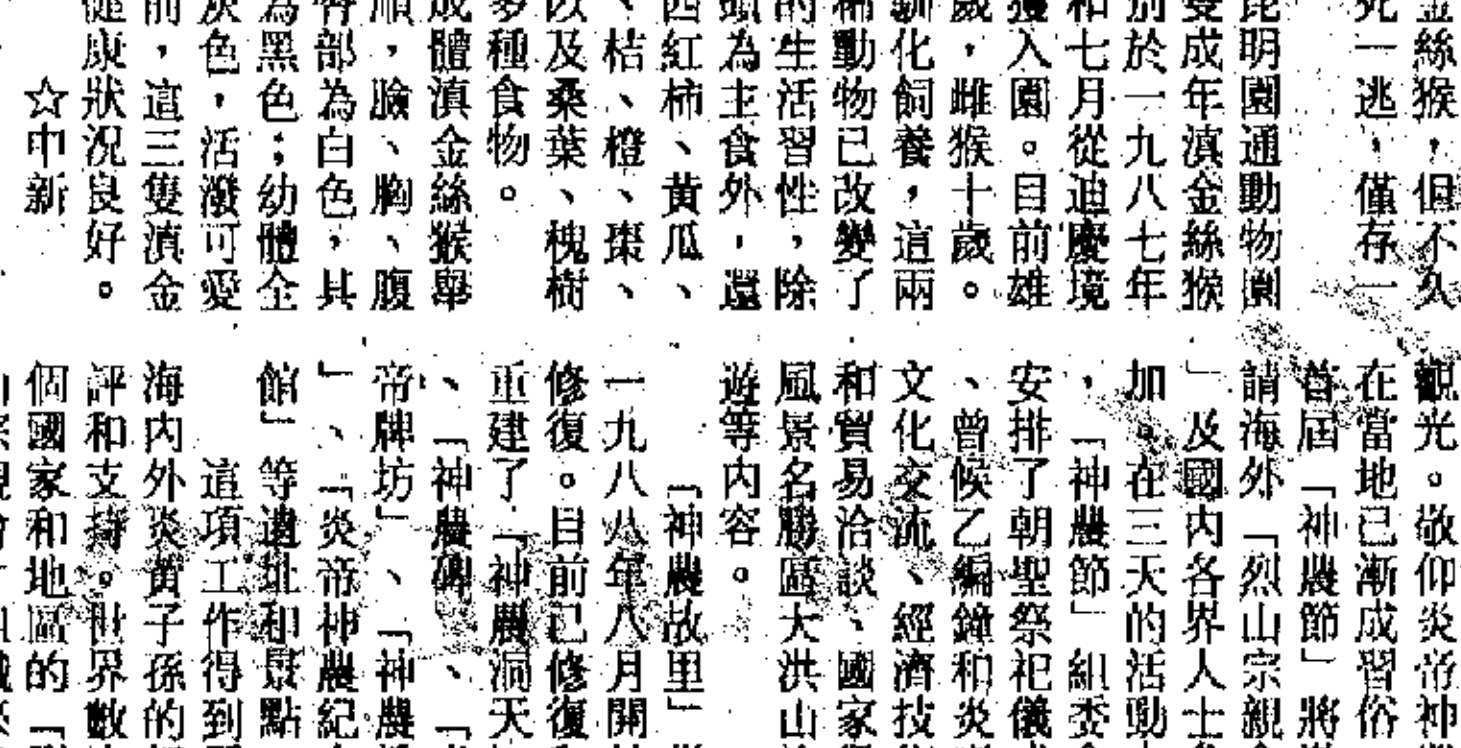 金絲猴，但不久
死一逃，僅存一
昆明園通動物園
受成年滇金絲猴
別於一九八七年
和七月從迪慶境
獲入園。目前雄
歲，雌猴十歲。
馴化飼養，這兩
稀動物已改變了
的生活習性，除
頭為主食外，還
西紅柿、黃瓜、
、桔、橙、棗、
以及桑葉、槐樹
多種食物。
成體滇金絲猴舉
順，臉、胸、腹
臀部為白色，其
為黑色；幼體全
灰色，活潑可愛
前，這三隻滇金
健康狀況良好。
☆中新
觀光。敬仰炎帝神
在當地已漸成習俗
首屆「神農節」將
請海外「烈山宗親
」及國內各界人士
加。在三天的活動
，「神農節」組委
安排了朝聖祭祀儀
、曾候乙編鐘和炎
文化交流、經濟技
和貿易洽談、國家
風景名勝區大洪山
遊等內容。
「神農故里」
一九八八年八月開
修復。目前已修復
重建了「神農洞天
、「神農碑」、「
帝牌坊」、「神農
」、「炎帝神農紀
館」等遺址和景點
這項工作得到
海內外炎黃子孫的
評和支持。世界數
個國家和地區的「